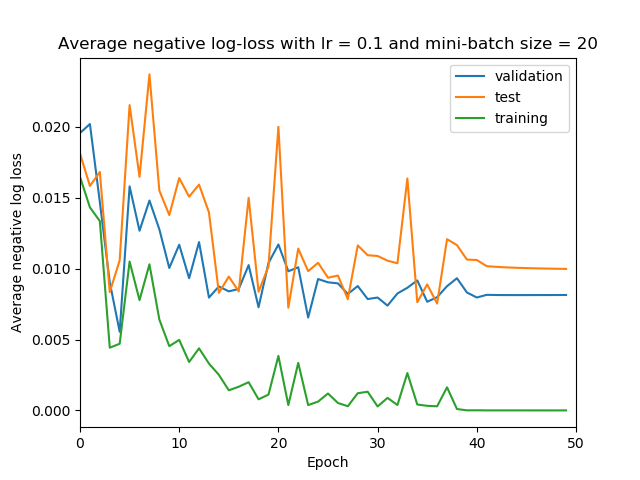 Average negative log-loss with lr = 0.1 and mini-batch size = 20
validation
test
training
Average negative log loss
0.020
0.015
0.010
0.005
0.000
0 10 20 30 40 50
Epoch